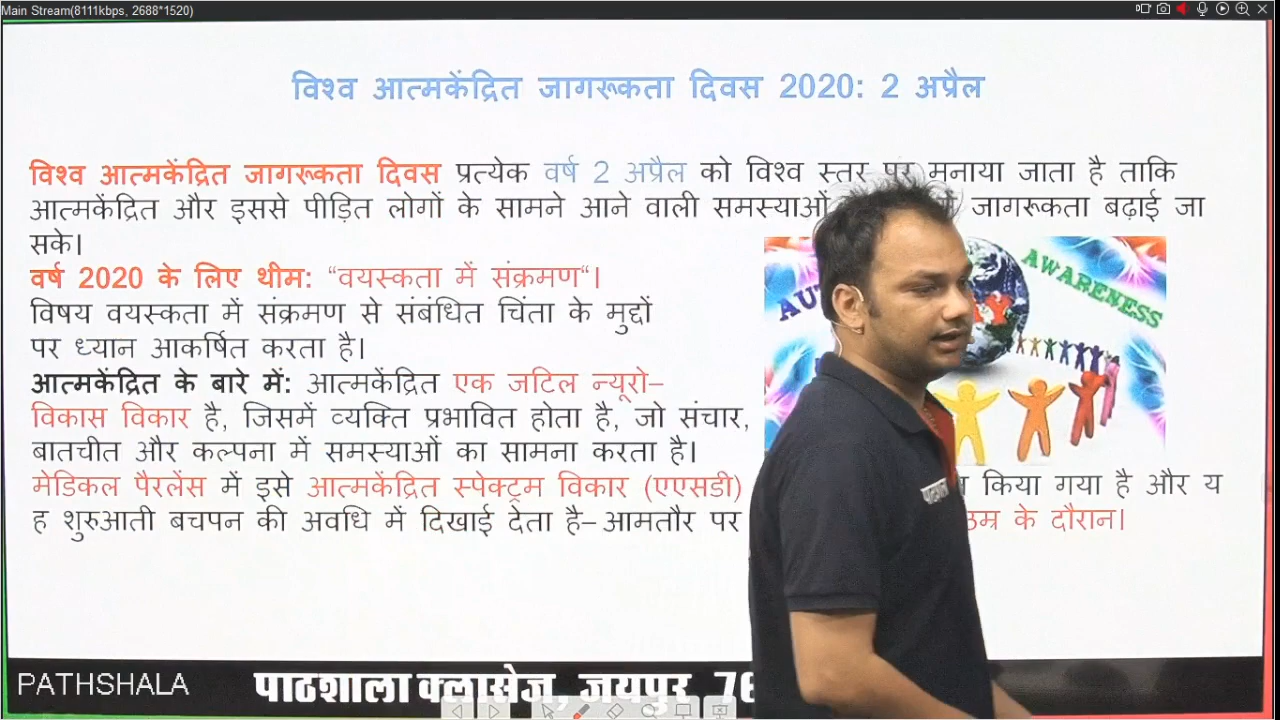 Main Stream(8111kbps, 2688*1520)
विश्व आत्मकेंद्रित जागरूकता दिवस 2020: 2 अप्रैल
विश्व आत्मकेंद्रित जागरूकता दिवस प्रत्येक वर्ष 2 अप्रैल को विश्व स्तर पर मनाया जाता है ताकि
आत्मकेंद्रित और इससे पीड़ित लोगों के सामने आने वाली समस्याओं जागरूकता बढ़ाई जा
सके।
वर्ष 2020 के लिए थीम: “वयस्कता में संक्रमण“।
विषय वयस्कता में संक्रमण से संबंधित चिंता के मुद्दों
पर ध्यान आकर्षित करता है।
आत्मकेंद्रित के बारे में: आत्मकेंद्रित एक जटिल न्यूरो–
विकास विकार है, जिसमें व्यक्ति प्रभावित होता है, जो संचार,
बातचीत और कल्पना में समस्याओं का सामना करता है।
मेडिकल पैरलेंस में इसे आत्मकेंद्रित स्पेक्ट्रम विकार (एएसडी) किया गया है और य
ह शुरुआती बचपन की अवधि में दिखाई देता है– आमतौर पर उम्र के दौरान।
AWARENESS
PATHSHALA
पाठशाला क्लासेज, जयपुर 76